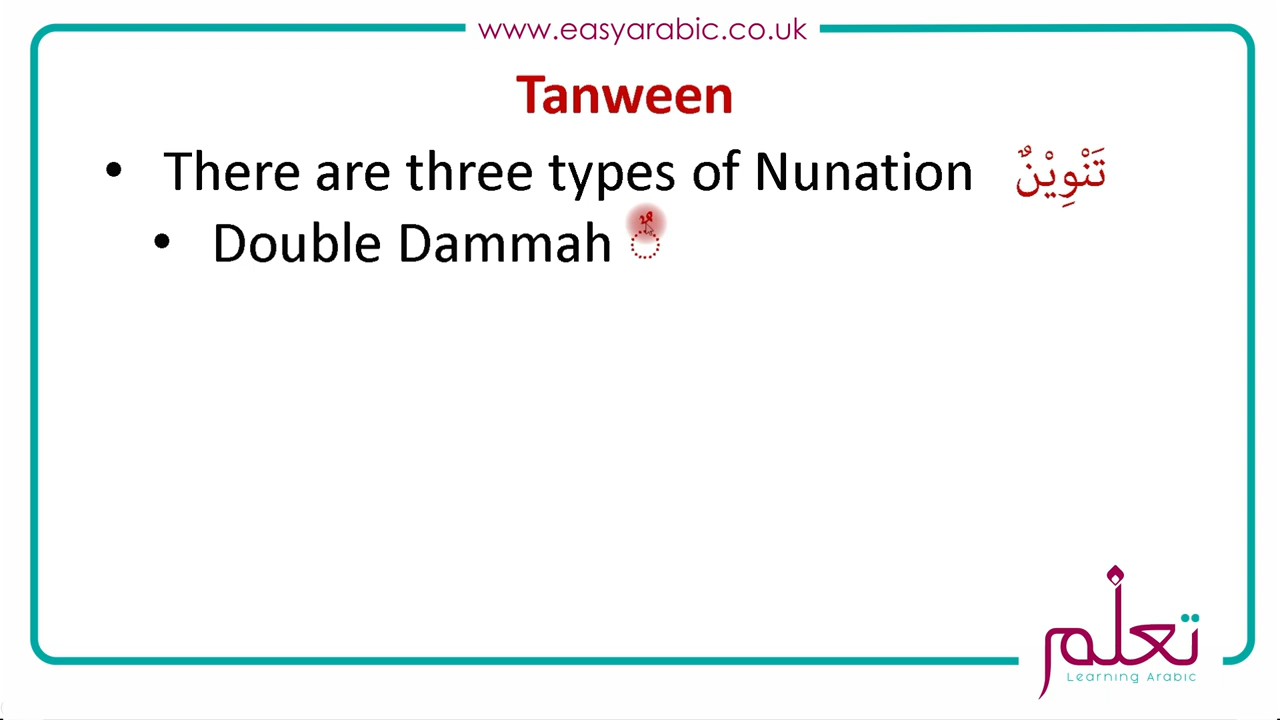 www.easyarabic.co.uk
Tanween
• There are three types of Nunation تَنْوِيْنٌ
• Double Dammah ◌ٌ
تعلم
Learning Arabic